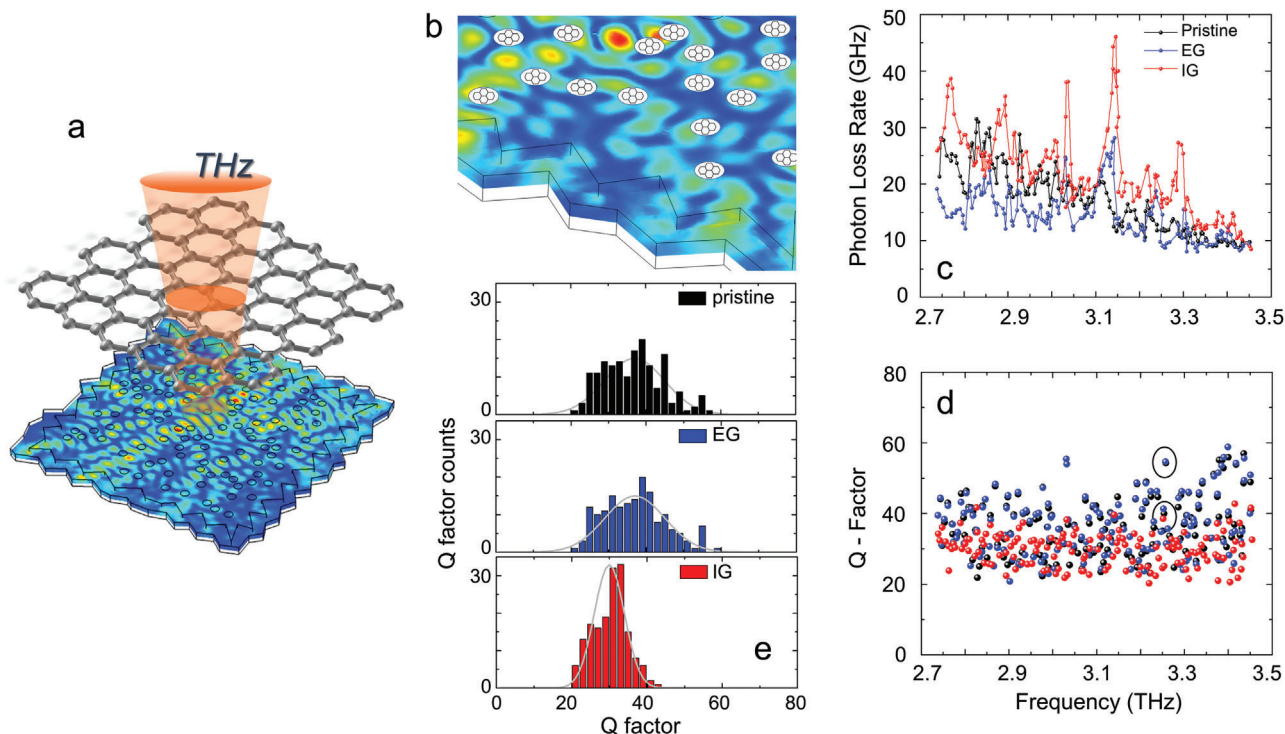 a
THz
b
pristine
EG
IG
e
30
0
30
0
30
0
0 20 40 60 80
Q factor counts
Q factor
Photon Loss Rate (GHz)
50
40
30
20
10
0
Pristine
EG
IG
c
2.7 2.9 3.1 3.3 3.5
Q - Factor
80
60
40
20
0
d
2.7 2.9 3.1 3.3 3.5
Frequency (THz)